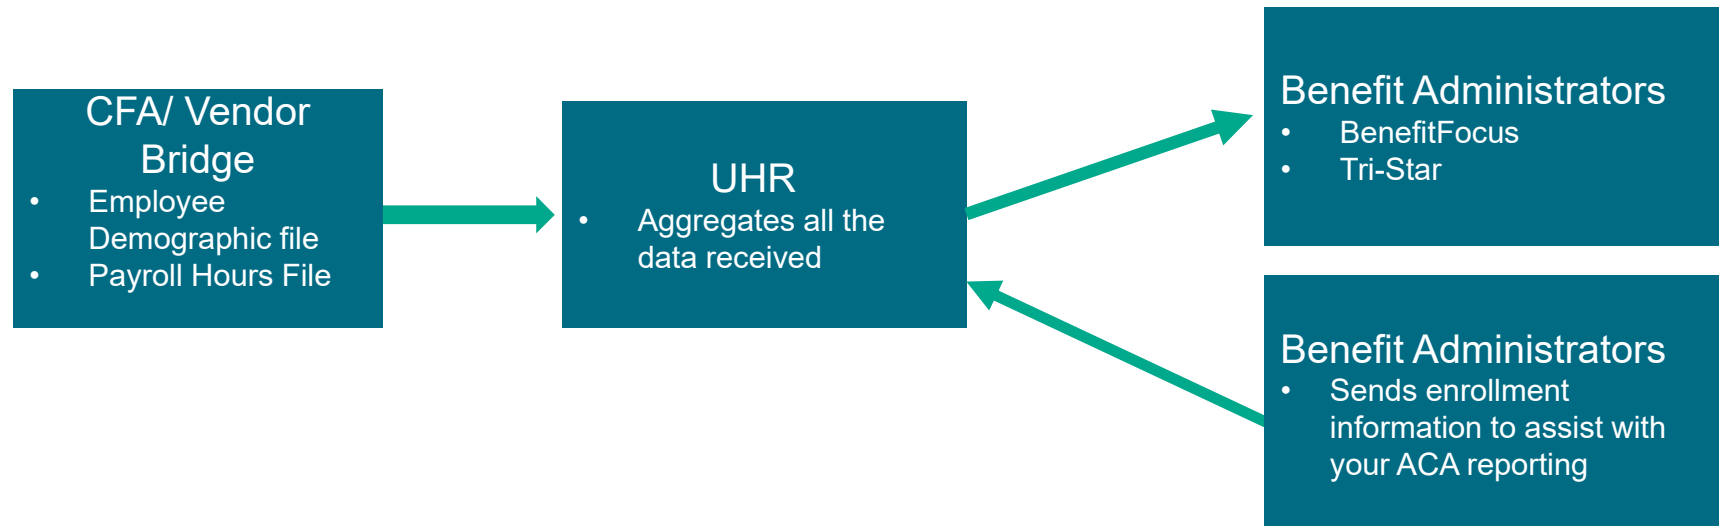 CFA/ Vendor
Bridge
• Employee
Demographic file
• Payroll Hours File
UHR
• Aggregates all the
data received
Benefit Administrators
• BenefitFocus
• Tri-Star
Benefit Administrators
• Sends enrollment
information to assist with
your ACA reporting